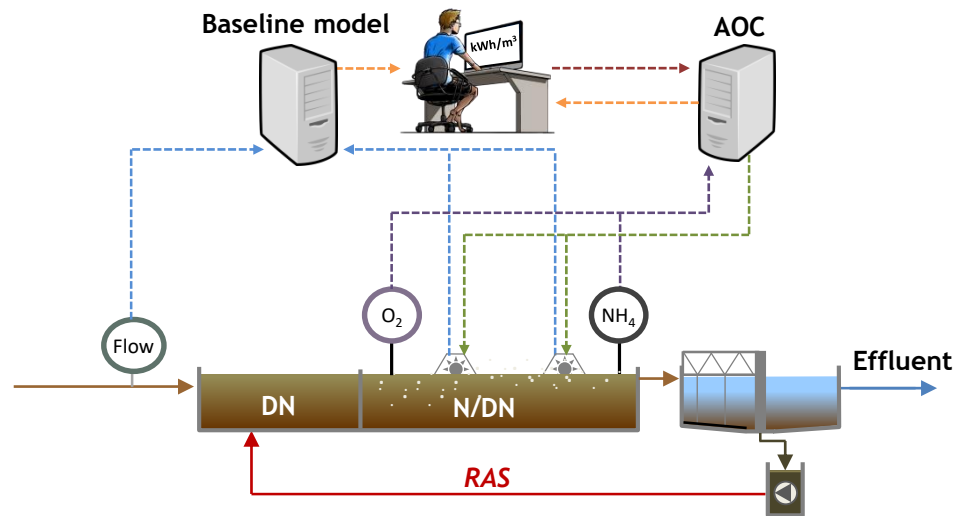 Baseline model
AOC
kWh/m³
Flow
O₂
NH₄
Effluent
DN
N/DN
RAS